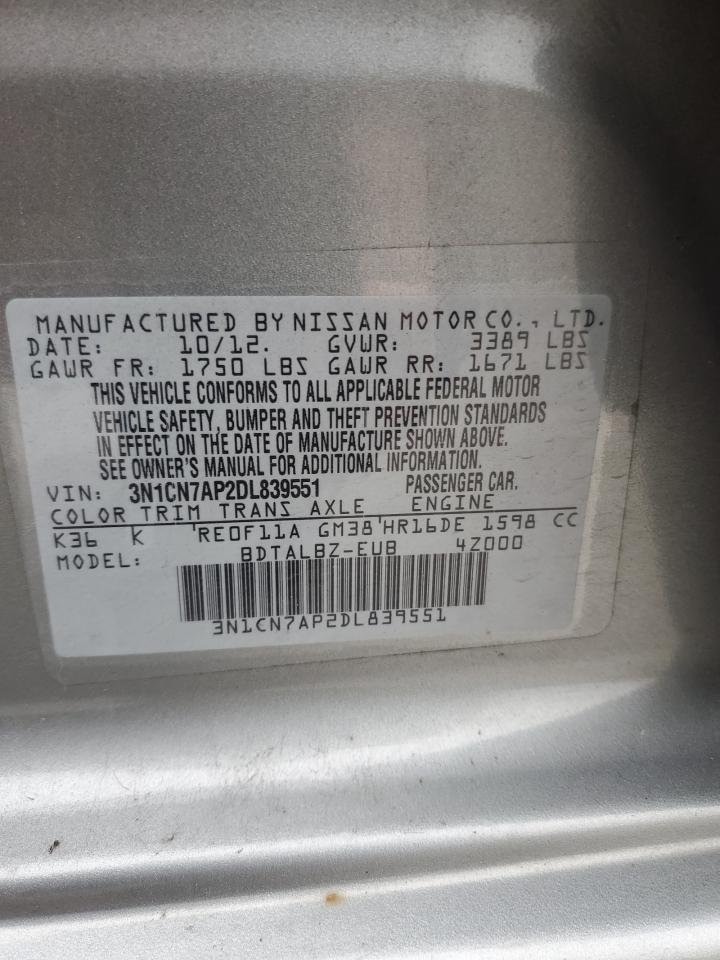 MANUFACTURED BY NISSAN MOTOR CO., LTD.
DATE: 10/12. GVWR: 3389 LBS
GAWR FR: 1750 LBS GAWR RR: 1671 LBS
THIS VEHICLE CONFORMS TO ALL APPLICABLE FEDERAL MOTOR
VEHICLE SAFETY, BUMPER AND THEFT PREVENTION STANDARDS
IN EFFECT ON THE DATE OF MANUFACTURE SHOWN ABOVE.
SEE OWNER'S MANUAL FOR ADDITIONAL INFORMATION.
VIN: 3N1CN7AP2DL839551 PASSENGER CAR.
COLOR TRIM TRANS AXLE ENGINE
K36 K 'RE0F11A GM38'HR16DE 1598 CC
MODEL: BDTALBZ-EUB 4Z000
3N1CN7AP2DL839551